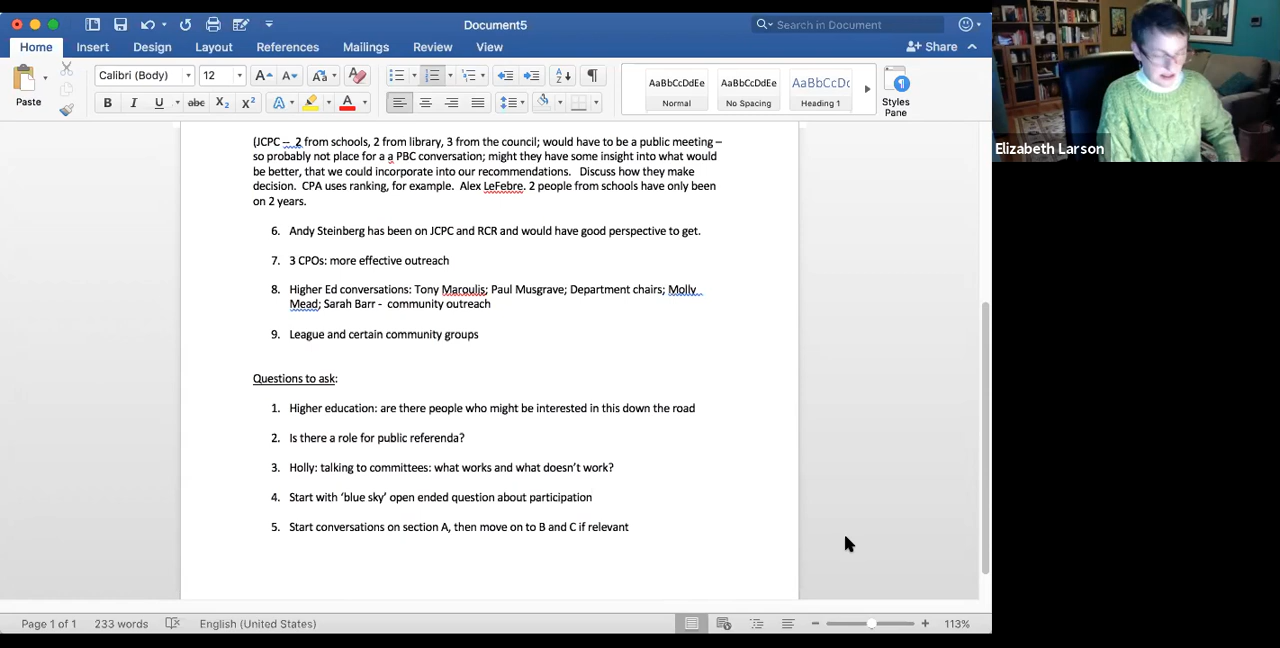 Document5
Search in Document
Home Insert Design Layout References Mailings Review View
Share
Paste
Calibri (Body) 12
AaBbCcDdEe AaBbCcDdEe AaBbCcDc
Normal No Spacing Heading 1
Styles
Pane
(JCPC – 2 from schools, 2 from library, 3 from the council; would have to be a public meeting –
so probably not place for a a PBC conversation; might they have some insight into what would
be better, that we could incorporate into our recommendations. Discuss how they make
decision. CPA uses ranking, for example. Alex LeFebre. 2 people from schools have only been
on 2 years.
6. Andy Steinberg has been on JCPC and RCR and would have good perspective to get.
7. 3 CPOs: more effective outreach
8. Higher Ed conversations: Tony Maroulis; Paul Musgrave; Department chairs; Molly
Mead; Sarah Barr - community outreach
9. League and certain community groups
Questions to ask:
1. Higher education: are there people who might be interested in this down the road
2. Is there a role for public referenda?
3. Holly: talking to committees: what works and what doesn't work?
4. Start with 'blue sky' open ended question about participation
5. Start conversations on section A, then move on to B and C if relevant
Page 1 of 1 233 words English (United States) 113%
Elizabeth Larson